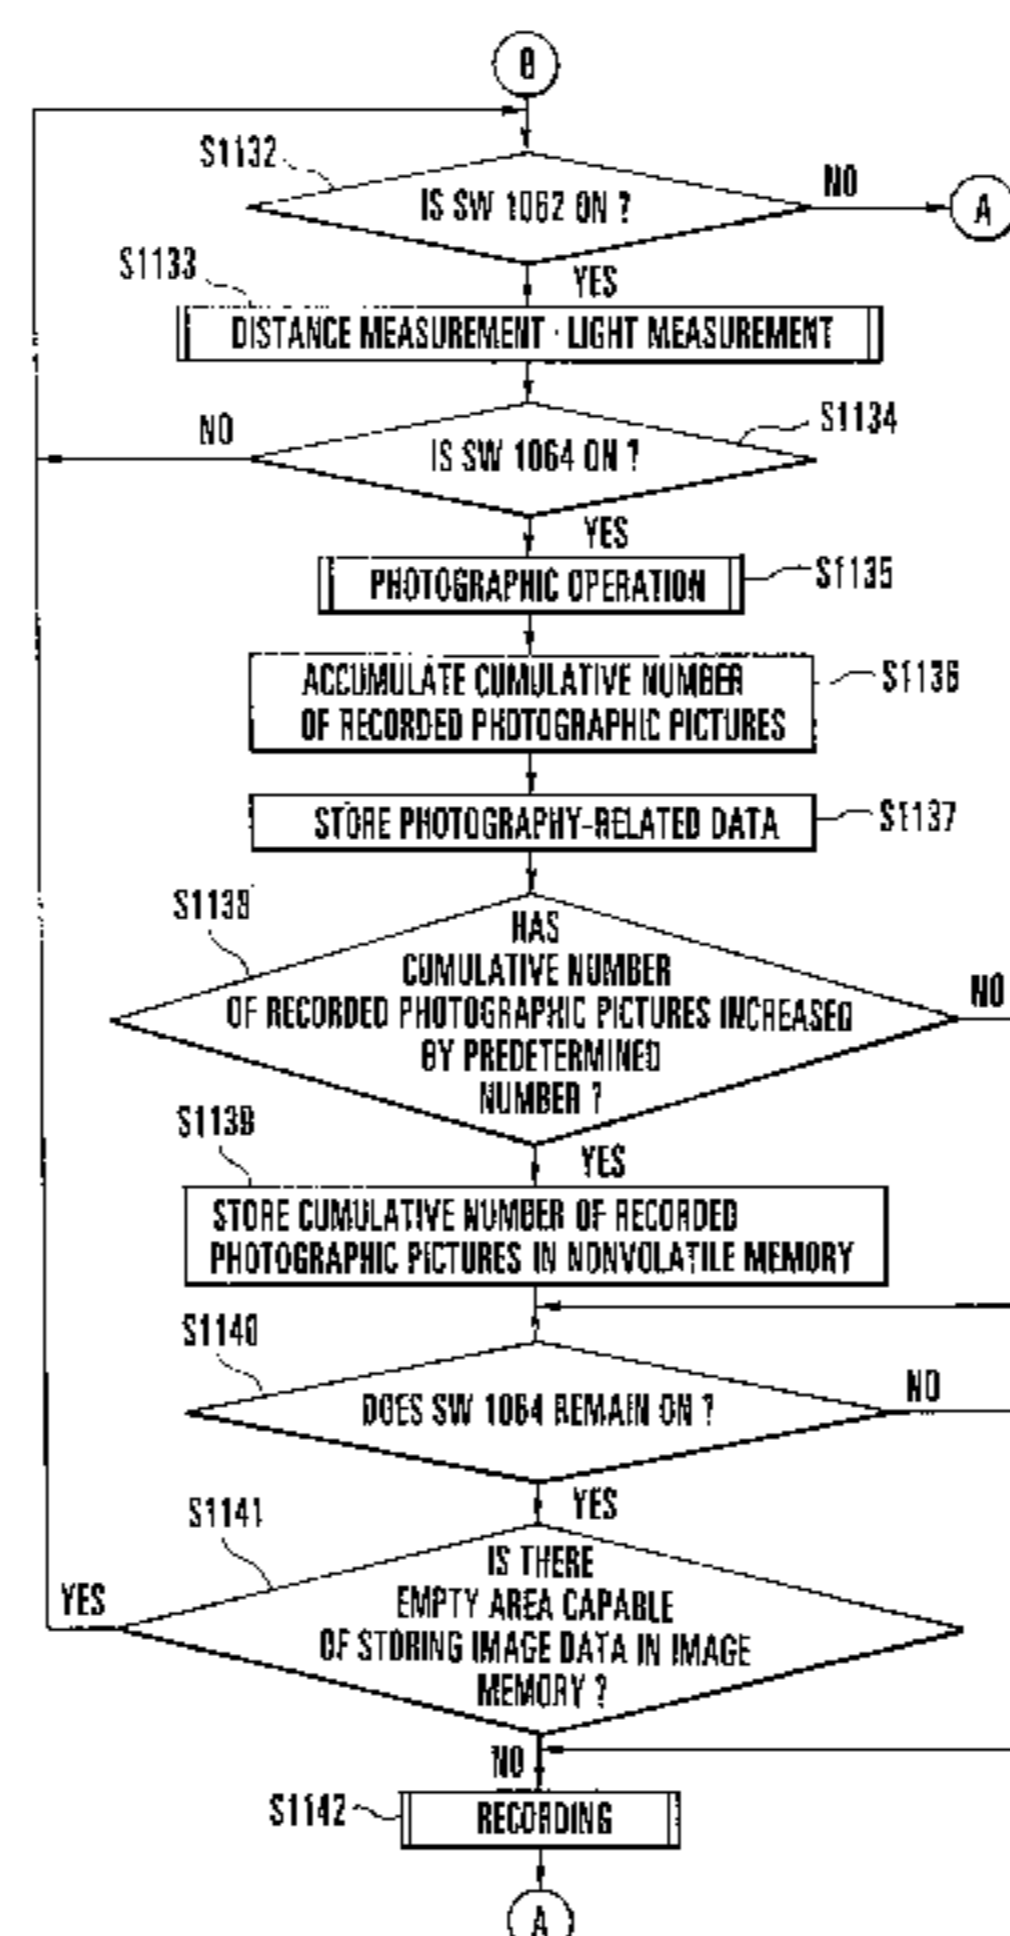 B
S1132
IS SW 1062 ON ?
NO
A
S1133
YES
DISTANCE MEASUREMENT · LIGHT MEASUREMENT
NO
S1134
IS SW 1064 ON ?
YES
PHOTOGRAPHIC OPERATION
S1135
ACCUMULATE CUMULATIVE NUMBER
OF RECORDED PHOTOGRAPHIC PICTURES
S1136
STORE PHOTOGRAPHY-RELATED DATA
S1137
S1138
HAS
CUMULATIVE NUMBER
OF RECORDED PHOTOGRAPHIC PICTURES INCREASED
BY PREDETERMINED
NUMBER ?
NO
S1139
YES
STORE CUMULATIVE NUMBER OF RECORDED
PHOTOGRAPHIC PICTURES IN NONVOLATILE MEMORY
S1140
DOES SW 1064 REMAIN ON ?
NO
S1141
YES
IS THERE
EMPTY AREA CAPABLE
OF STORING IMAGE DATA IN IMAGE
MEMORY ?
YES
NO
S1142
RECORDING
A